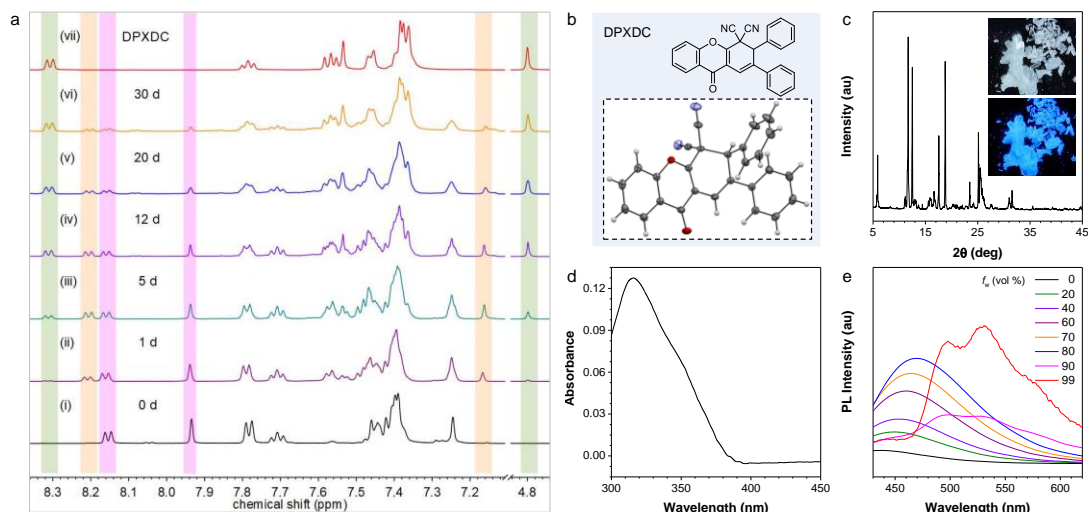 a
(vii) DPXDC
(vi) 30 d
(v) 20 d
(iv) 12 d
(iii) 5 d
(ii) 1 d
(i) 0 d
8.3 8.2 8.1 8.0 7.9 7.8 7.7 7.6 7.5 7.4 7.3 7.2 4.8
chemical shift (ppm)
b
DPXDC
NC CN
O
O
c
Intensity (au)
5 15 25 35 45
2θ (deg)
d
Absorbance
0.12
0.09
0.06
0.03
0.00
300 350 400 450
Wavelength (nm)
e
PL Intensity (au)
fw (vol %) 0
20
40
60
70
80
90
99
450 500 550 600
Wavelength (nm)